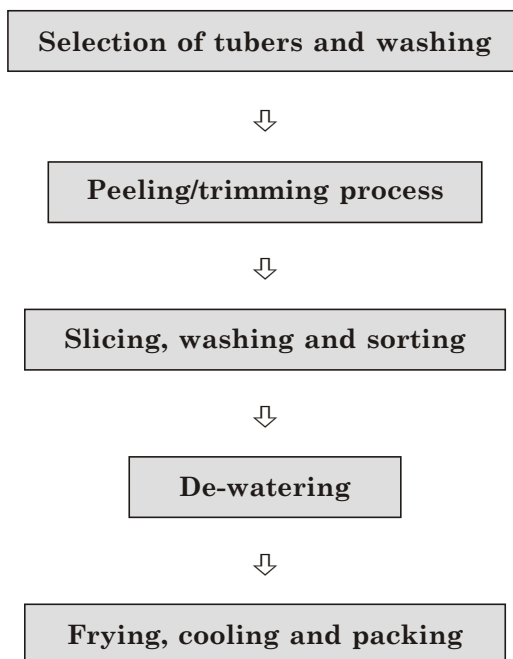 Selection of tubers and washing
Peeling/trimming process
Slicing, washing and sorting
De-watering
Frying, cooling and packing